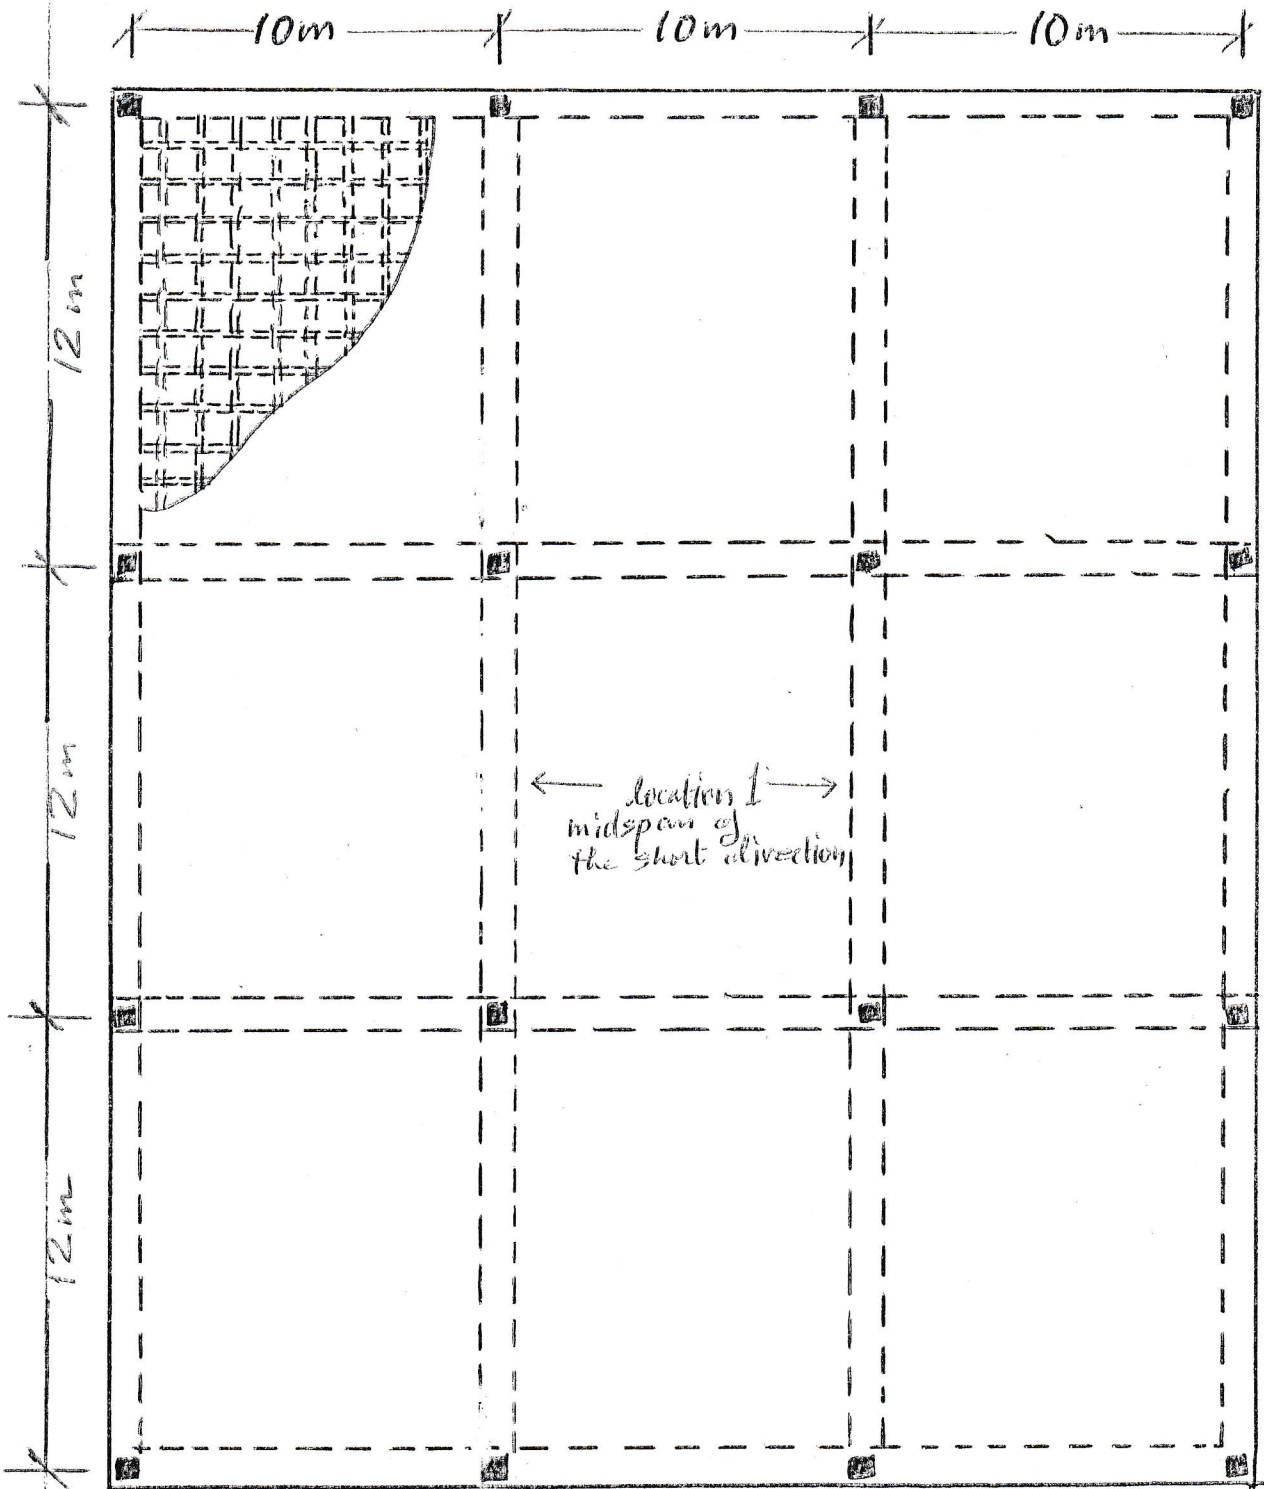 10m 10m 10m
12m
12m
location 1
midspan of
the short direction
12m